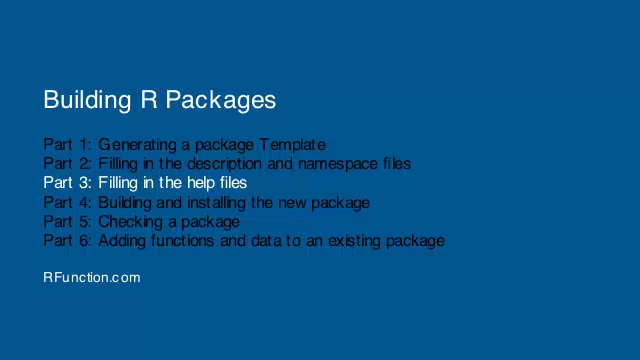 Building R Packages
Part 1: Generating a package Template
Part 2: Filling in the description and namespace files
Part 3: Filling in the help files
Part 4: Building and installing the new package
Part 5: Checking a package
Part 6: Adding functions and data to an existing package
RFunction.com